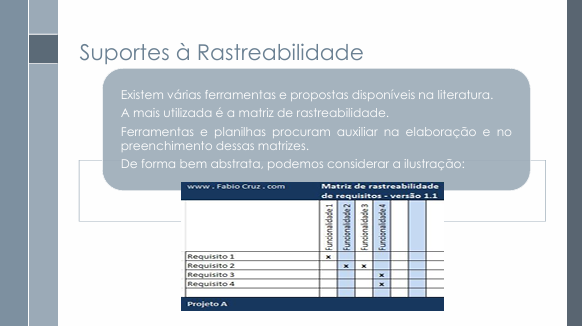 Suportes à Rastreabilidade
Existem várias ferramentas e propostas disponíveis na literatura.
A mais utilizada é a matriz de rastreabilidade.
Ferramentas e planilhas procuram auxiliar na elaboração e no
preenchimento dessas matrizes.
De forma bem abstrata, podemos considerar a ilustração:
www . Fabio Cruz . com
Matriz de rastreabilidade
de requisitos - versão 1.1
Funcionalidade 1
Funcionalidade 2
Funcionalidade 3
Funcionalidade 4
Requisito 1 x
Requisito 2 x x
Requisito 3 x
Requisito 4 x
Projeto A